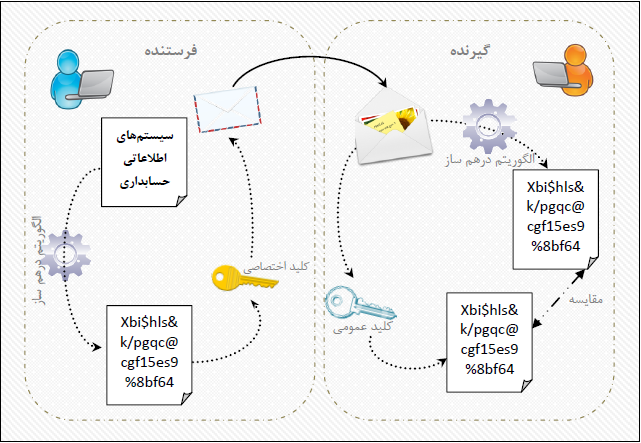 گیرنده
فرستنده
سیستم‌های
اطلاعاتی
حسابداری
الگوریتم درهم ساز
Xbi$hls&
k/pgqc@
cgf15es9
%8bf64
کلید اختصاصی
الگوریتم درهم ساز
Xbi$hls&
k/pgqc@
cgf15es9
%8bf64
کلید عمومی
Xbi$hls&
k/pgqc@
cgf15es9
%8bf64
مقایسه